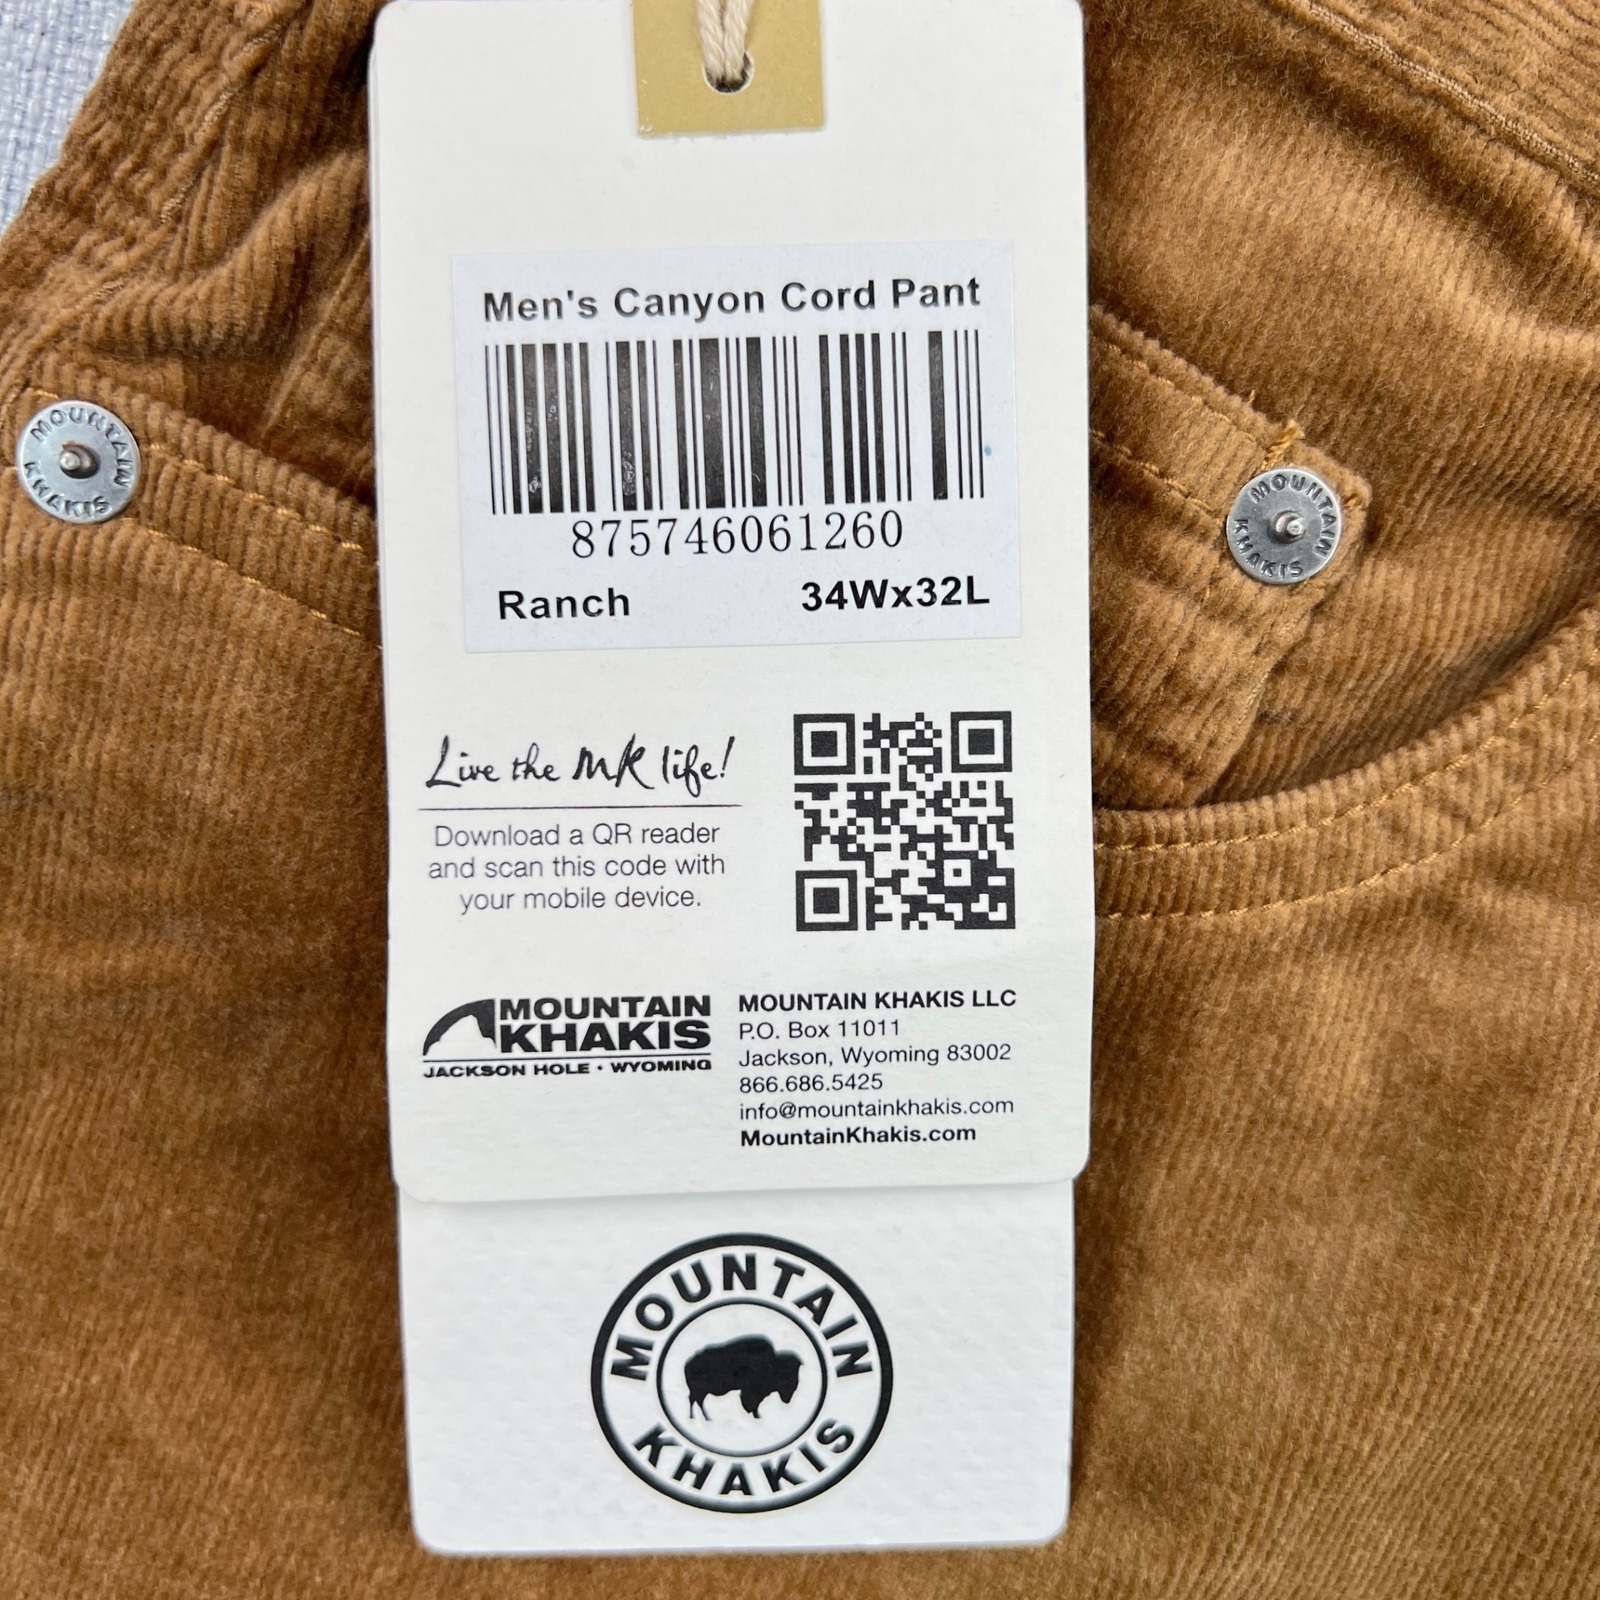 Men's Canyon Cord Pant
875746061260
Ranch 34Wx32L
Live the MK life!
Download a QR reader
and scan this code with
your mobile device.
MOUNTAIN
KHAKIS
JACKSON HOLE • WYOMING
MOUNTAIN KHAKIS LLC
P.O. Box 11011
Jackson, Wyoming 83002
866.686.5425
info@mountainkhakis.com
MountainKhakis.com
MOUNTAIN
KHAKIS
MOUNTAIN
KHAKIS
MOUNTAIN
KHAKIS